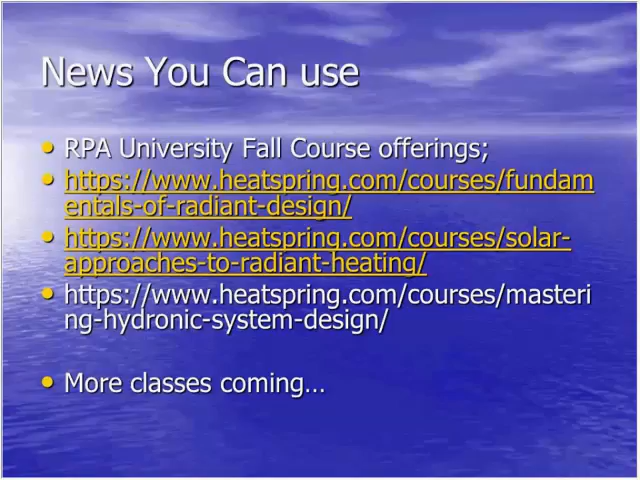 News You Can use
RPA University Fall Course offerings;
https://www.heatspring.com/courses/fundam
entals-of-radiant-design/
https://www.heatspring.com/courses/solar-
approaches-to-radiant-heating/
https://www.heatspring.com/courses/masteri
ng-hydronic-system-design/
More classes coming…